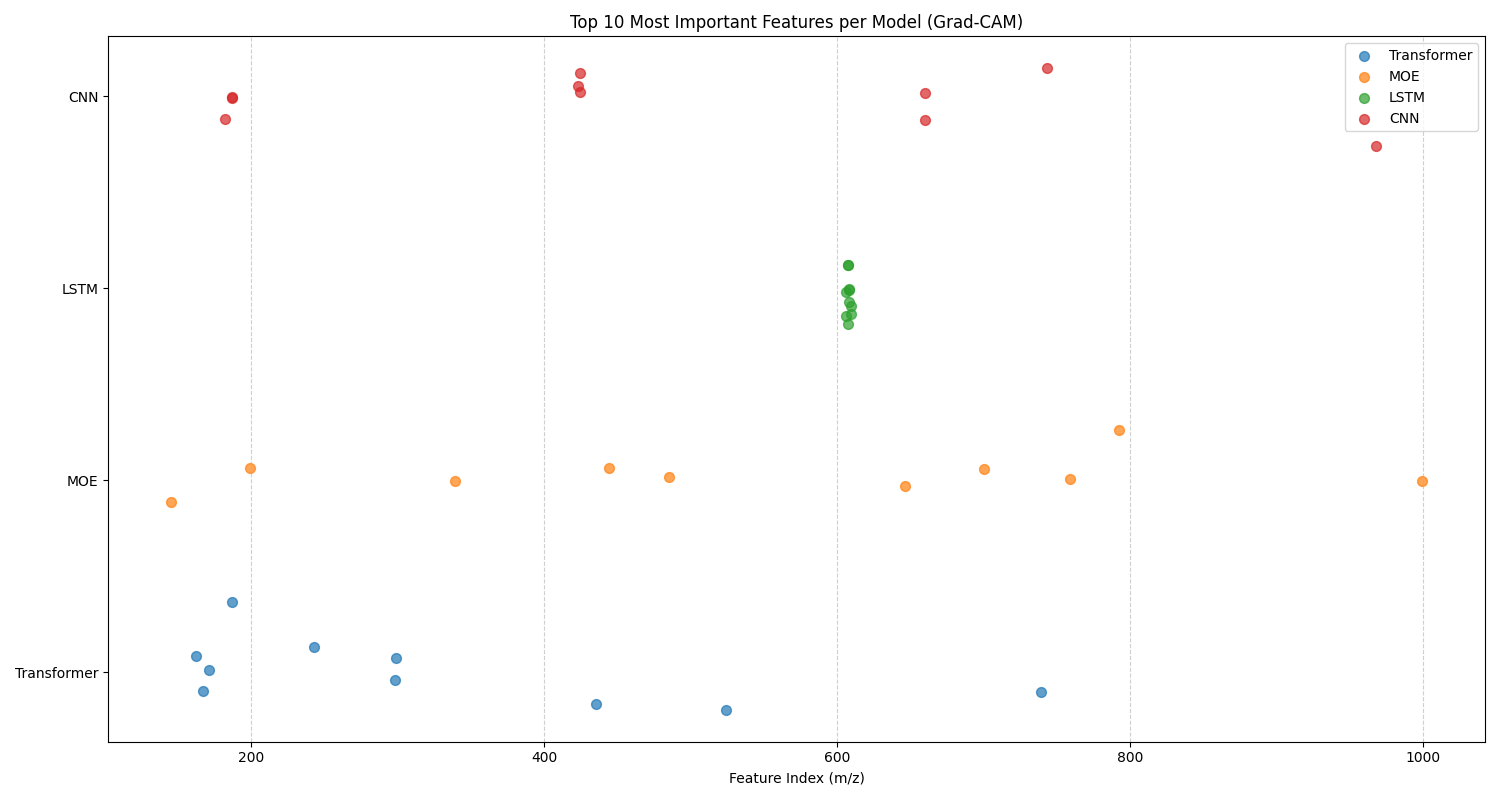 Top 10 Most Important Features per Model (Grad-CAM)
Transformer
MOE
LSTM
CNN
CNN
LSTM
MOE
Transformer
200
400
600
800
1000
Feature Index (m/z)